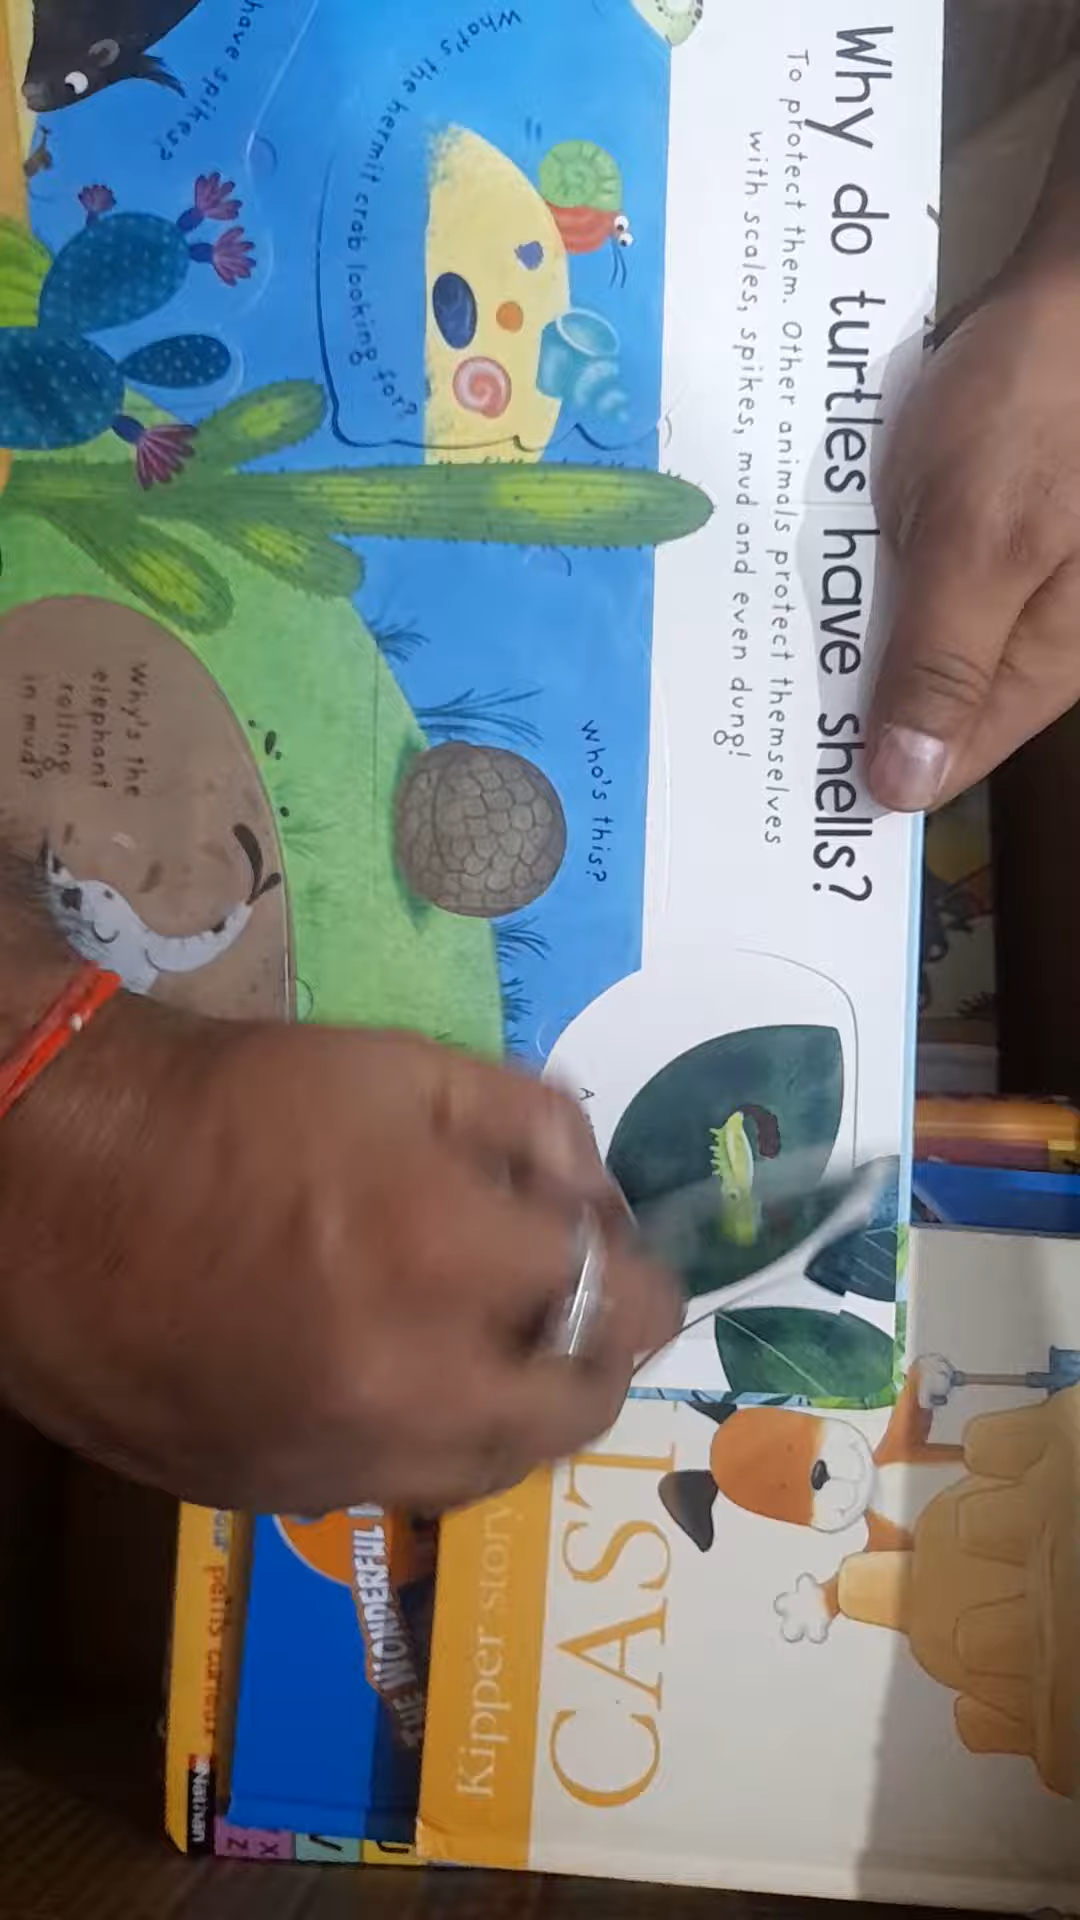 Why do turtles have shells?
To protect them. Other animals protect themselves
with scales, spikes, mud and even dung!
What's the hermit crab looking for?
have spikes?
Who's this?
Why's the
elephant
rolling
in mud?
A
CAST
Kipper story
THE WONDERFUL
petits curieux
Nathan
U
V
X
Z